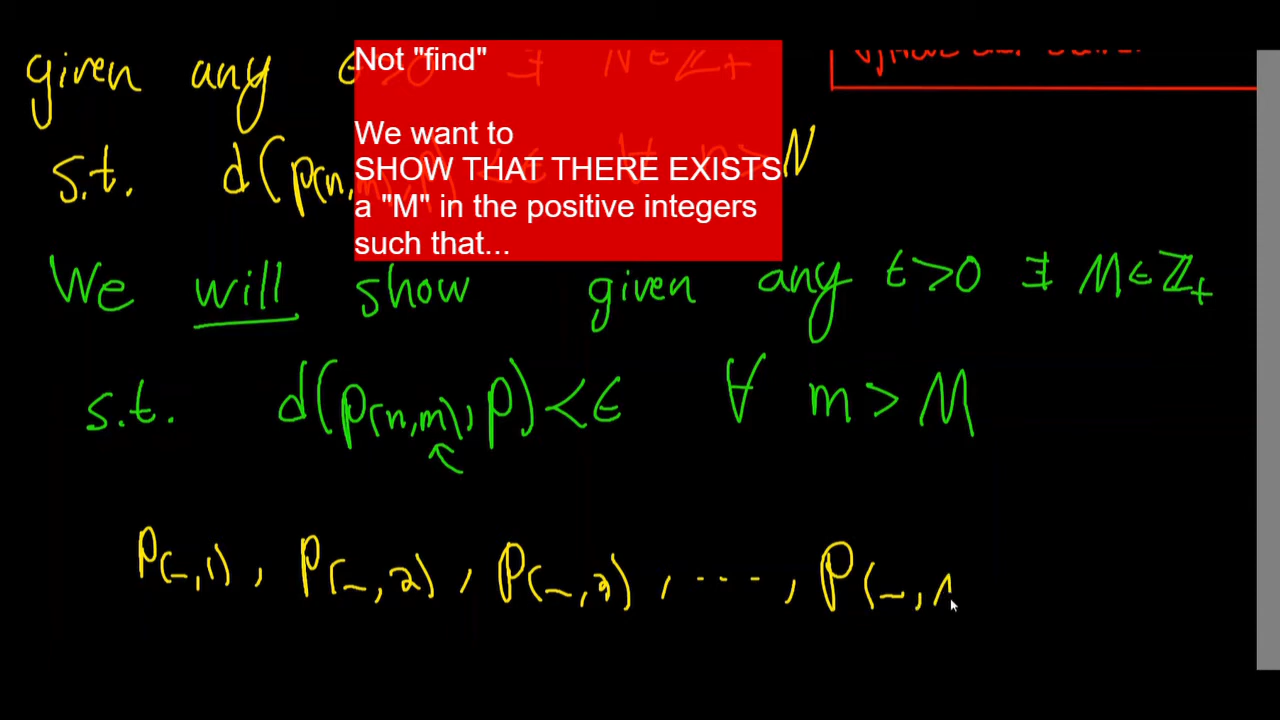 Not "find"
given any ϵ>0 ∃ N∈ℤ₊
We want to
SHOW THAT THERE EXISTS
s.t. d(p(n,m),p)<ϵ ∀ n>N
a "M" in the positive integers
such that...
We will show given any ϵ>0 ∃ M∈ℤ₊
s.t. d(p(n,m),p)<ϵ ∀ m>M
P(_,1), P(_,2), P(_,3), ..., P(_,